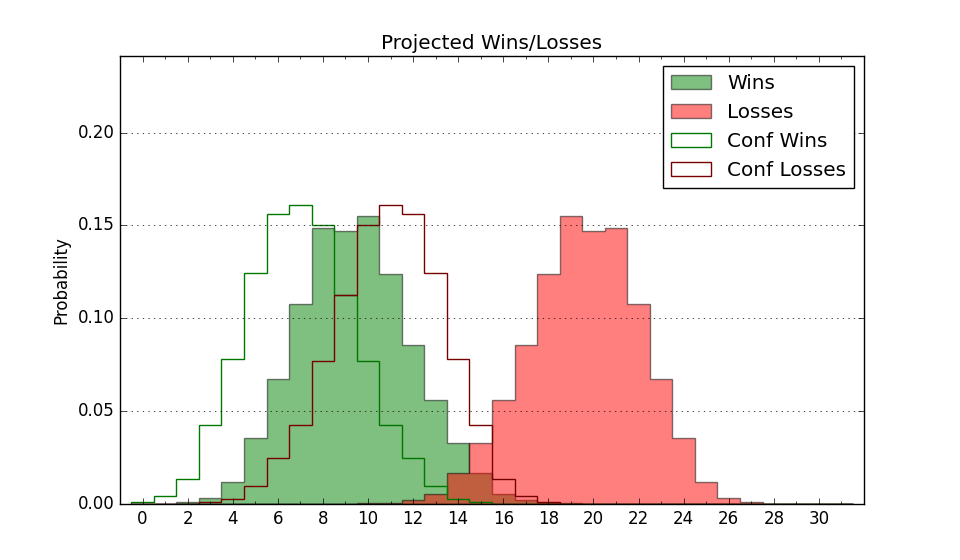 Projected Wins/Losses
Wins
Losses
Conf Wins
Conf Losses
Probability
0.20
0.15
0.10
0.05
0.00
0 2 4 6 8 10 12 14 16 18 20 22 24 26 28 30